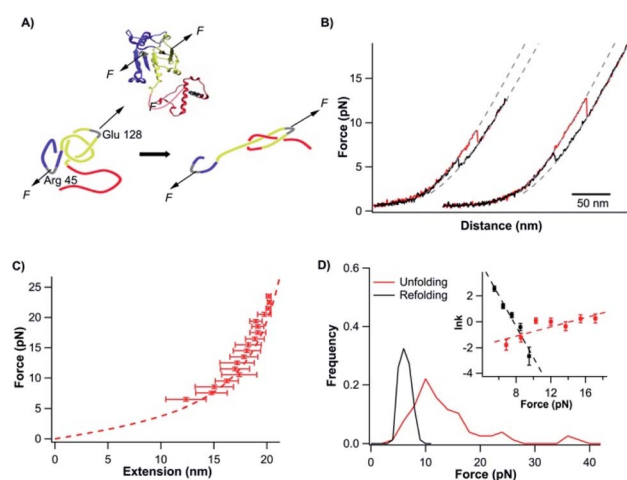 A)
F
F
F
F
Glu 128
Arg 45
F
F
B)
Force (pN)
15
10
5
0
50 nm
Distance (nm)
C)
Force (pN)
25
20
15
10
5
0
0
5
10
15
20
Extension (nm)
D)
Frequency
0.6
0.4
0.2
0.0
Unfolding
Refolding
lnk
2
0
-2
-4
4
8
12
16
Force (pN)
0
10
20
30
40
Force (pN)